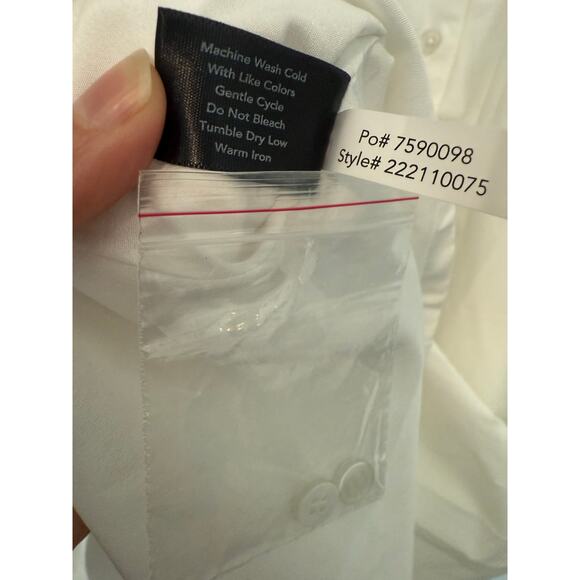 Machine Wash Cold
With Like Colors
Gentle Cycle
Do Not Bleach
Tumble Dry Low
Warm Iron
Po# 7590098
Style# 222110075